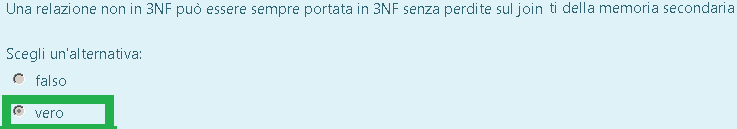 Una relazione non in 3NF può essere sempre portata in 3NF senza perdite sul join ti della memoria secondaria
Scegli un'alternativa:
falso
vero